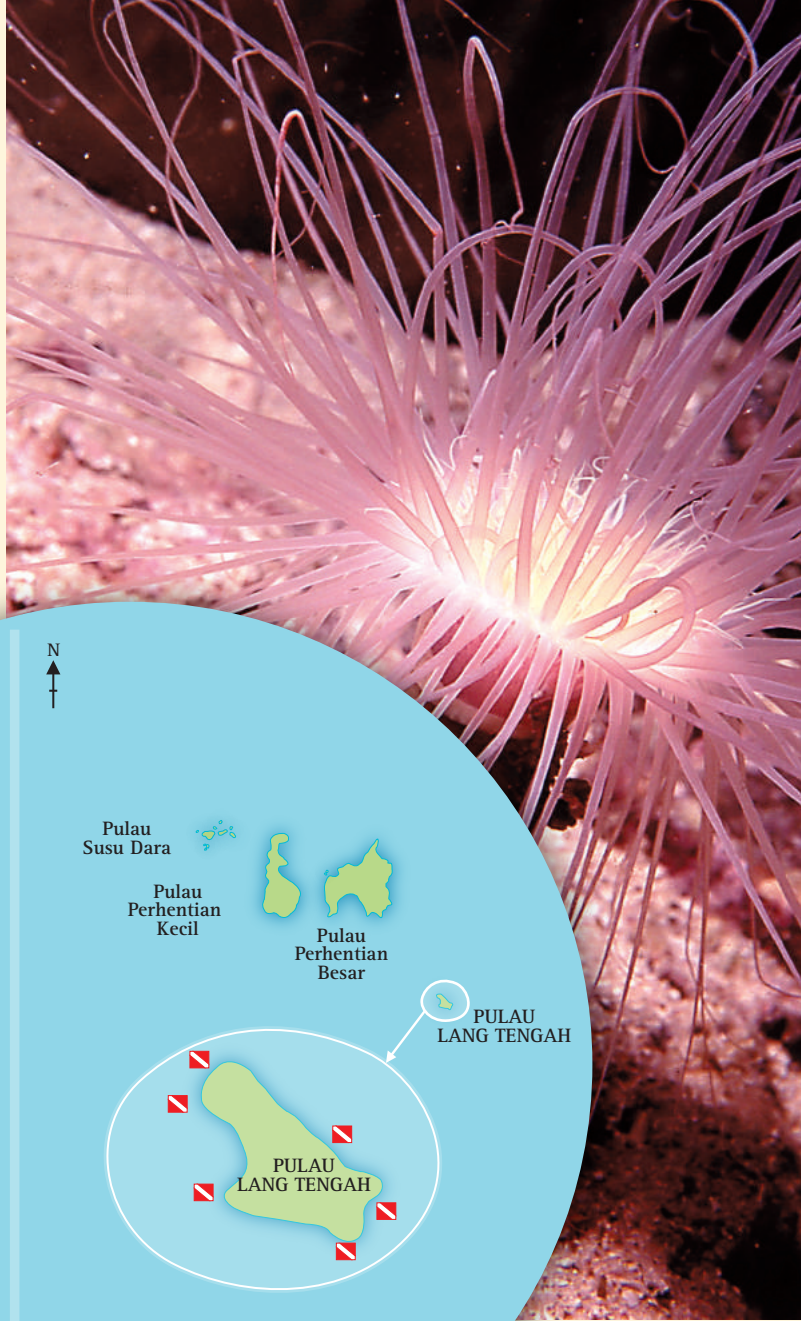 N
Pulau
Susu Dara
Pulau
Perhentian
Kecil
Pulau
Perhentian
Besar
PULAU
LANG TENGAH
PULAU
LANG TENGAH